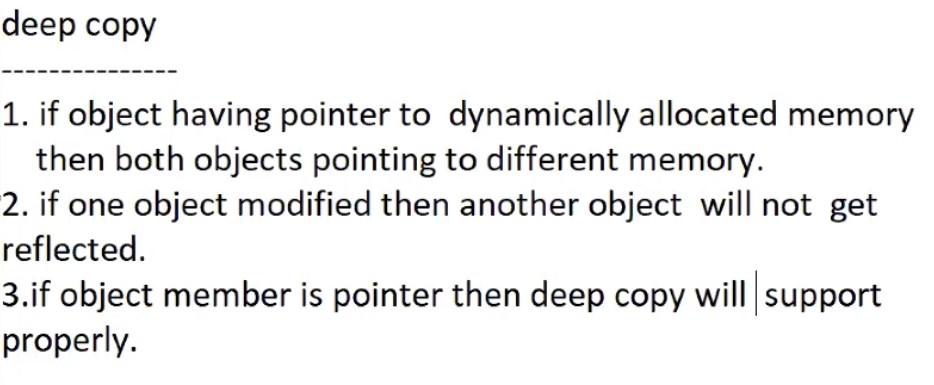 deep copy
---------------
1. if object having pointer to  dynamically allocated memory
then both objects pointing to different memory.
2. if one object modified then another object  will not  get
reflected.
3.if object member is pointer then deep copy will support
properly.